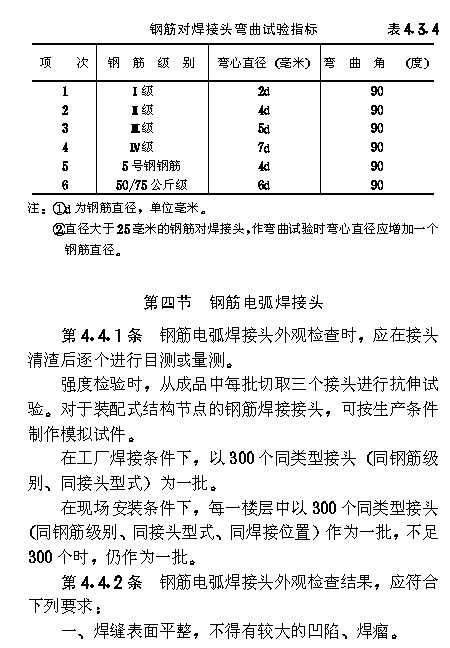 钢筋对焊接头弯曲试验指标 表4.3.4
项 次 钢 筋 级 别 弯心直径(毫米) 弯 曲 角 (度)
1 Ⅰ级 2d 90
2 Ⅱ级 4d 90
3 Ⅲ级 5d 90
4 Ⅳ级 7d 90
5 5号钢钢筋 4d 90
6 50/75公斤级 6d 90
注：①d为钢筋直径，单位毫米。
②直径大于25毫米的钢筋对焊接头，作弯曲试验时弯心直径应增加一个
钢筋直径。
第四节 钢筋电弧焊接头
第4.4.1条 钢筋电弧焊接头外观检查时，应在接头
清渣后逐个进行目测或量测。
强度检验时，从成品中每批切取三个接头进行抗伸试
验。对于装配式结构节点的钢筋焊接接头，可按生产条件
制作模拟试件。
在工厂焊接条件下，以300个同类型接头（同钢筋级
别、同接头型式）为一批。
在现场安装条件下，每一楼层中以300个同类型接头
（同钢筋级别、同接头型式、同焊接位置）作为一批，不足
300个时，仍作为一批。
第4.4.2条 钢筋电弧焊接头外观检查结果，应符合
下列要求：
一、焊缝表面平整，不得有较大的凹陷、焊瘤。